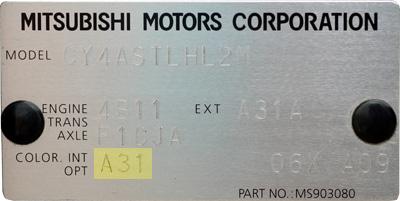 MITSUBISHI MOTORS CORPORATION
MODEL CY4ASTLHL2M
ENGINE 4B11 EXT A31A
TRANS
AXLE F1CJA
COLOR. INT A31 06X A09
OPT
PART NO.: MS903080